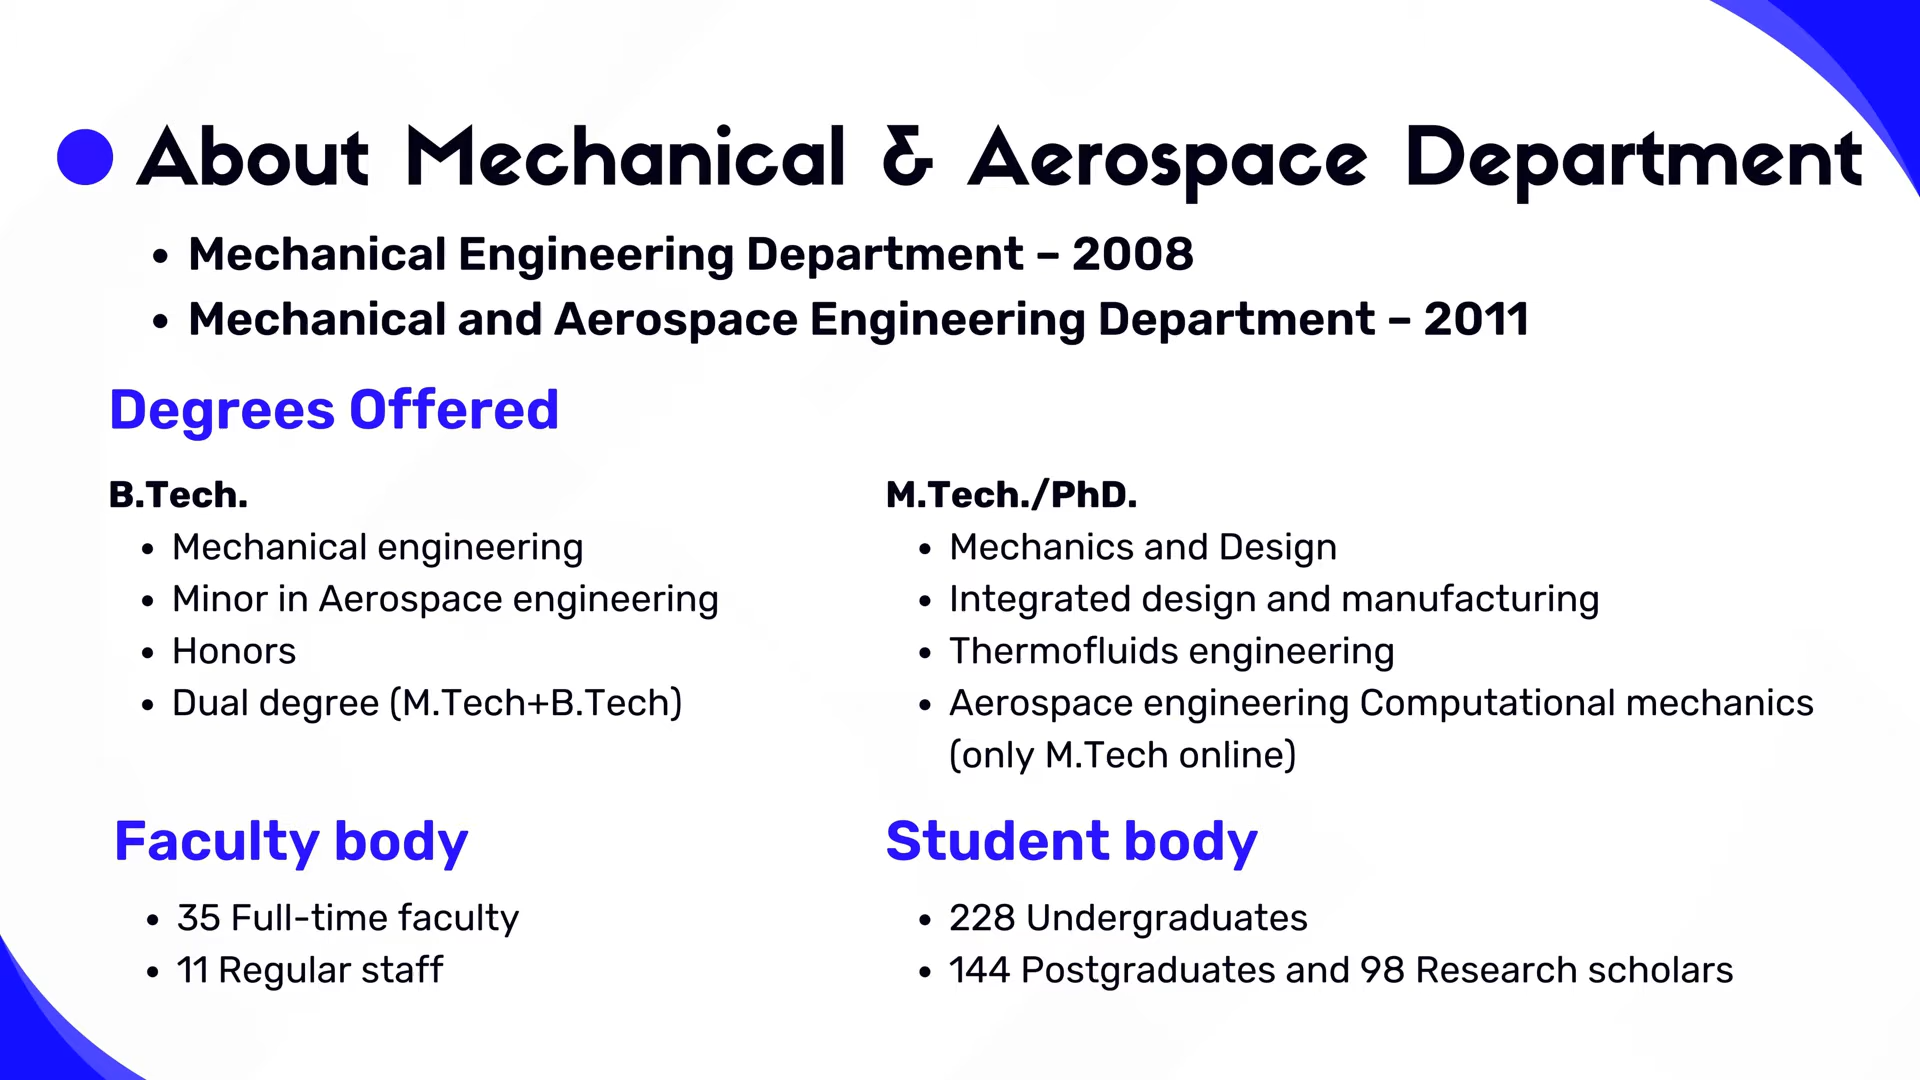 About Mechanical & Aerospace Department
• Mechanical Engineering Department – 2008
• Mechanical and Aerospace Engineering Department – 2011
Degrees Offered
B.Tech.
• Mechanical engineering
• Minor in Aerospace engineering
• Honors
• Dual degree (M.Tech+B.Tech)
M.Tech./PhD.
• Mechanics and Design
• Integrated design and manufacturing
• Thermofluids engineering
• Aerospace engineering Computational mechanics
(only M.Tech online)
Faculty body
• 35 Full-time faculty
• 11 Regular staff
Student body
• 228 Undergraduates
• 144 Postgraduates and 98 Research scholars